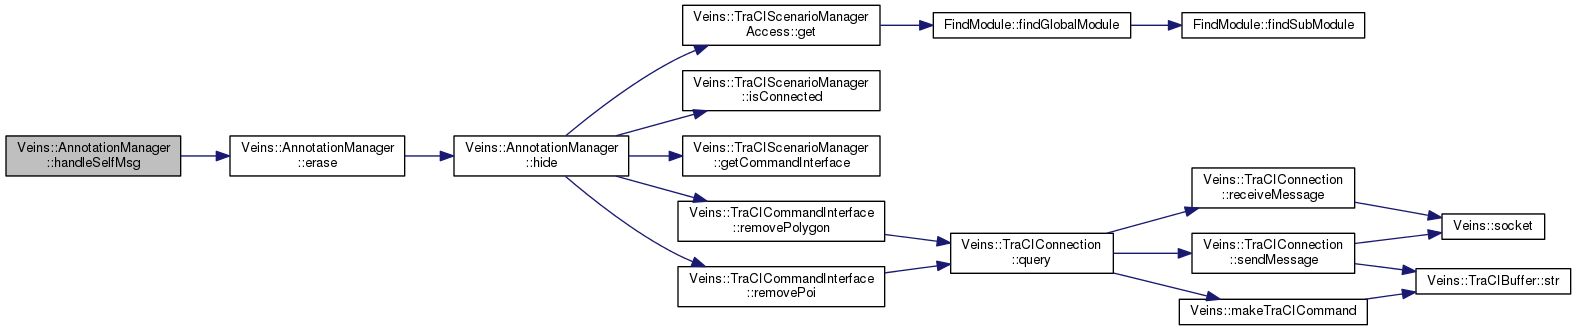 Veins::AnnotationManager
::handleSelfMsg
Veins::AnnotationManager
::erase
Veins::AnnotationManager
::hide
Veins::TraCIScenarioManager
Access::get
FindModule::findGlobalModule
FindModule::findSubModule
Veins::TraCIScenarioManager
::isConnected
Veins::TraCIScenarioManager
::getCommandInterface
Veins::TraCICommandInterface
::removePolygon
Veins::TraCICommandInterface
::removePoi
Veins::TraCIConnection
::query
Veins::TraCIConnection
::receiveMessage
Veins::TraCIConnection
::sendMessage
Veins::makeTraCICommand
Veins::socket
Veins::TraCIBuffer::str